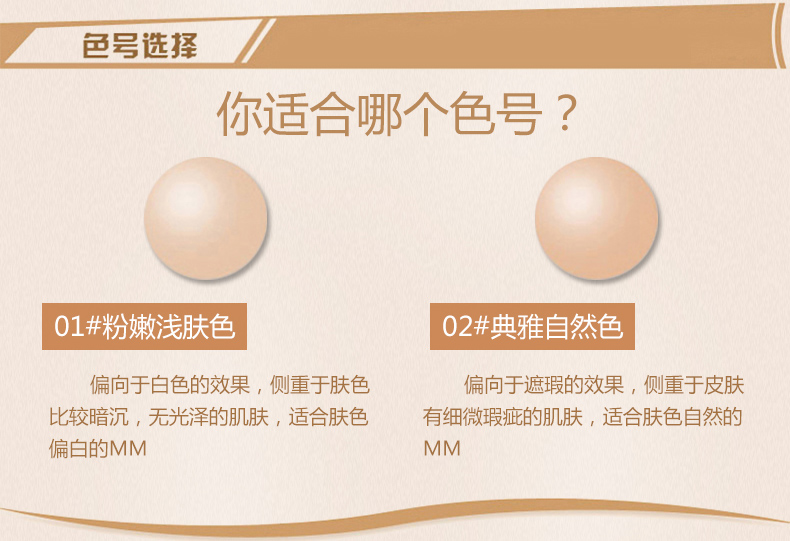 色号选择
你适合哪个色号？
01#粉嫩浅肤色
偏向于白色的效果，侧重于肤色
比较暗沉，无光泽的肌肤，适合肤色
偏白的MM
02#典雅自然色
偏向于遮瑕的效果，侧重于皮肤
有细微瑕疵的肌肤，适合肤色自然的
MM